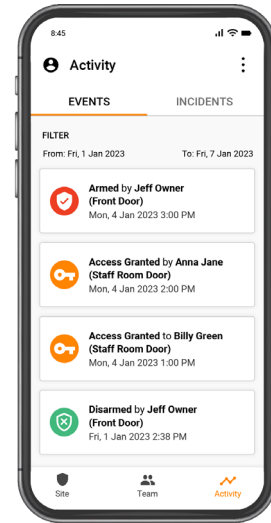 8:45
Activity
EVENTS INCIDENTS
FILTER
From: Fri, 1 Jan 2023 To: Fri, 7 Jan 2023
Armed by Jeff Owner
(Front Door)
Mon, 4 Jan 2023 3:00 PM
Access Granted by Anna Jane
(Staff Room Door)
Mon, 4 Jan 2023 2:00 PM
Access Granted to Billy Green
(Staff Room Door)
Mon, 4 Jan 2023 1:00 PM
Disarmed by Jeff Owner
(Front Door)
Fri, 1 Jan 2023 2:38 PM
Site Team Activity